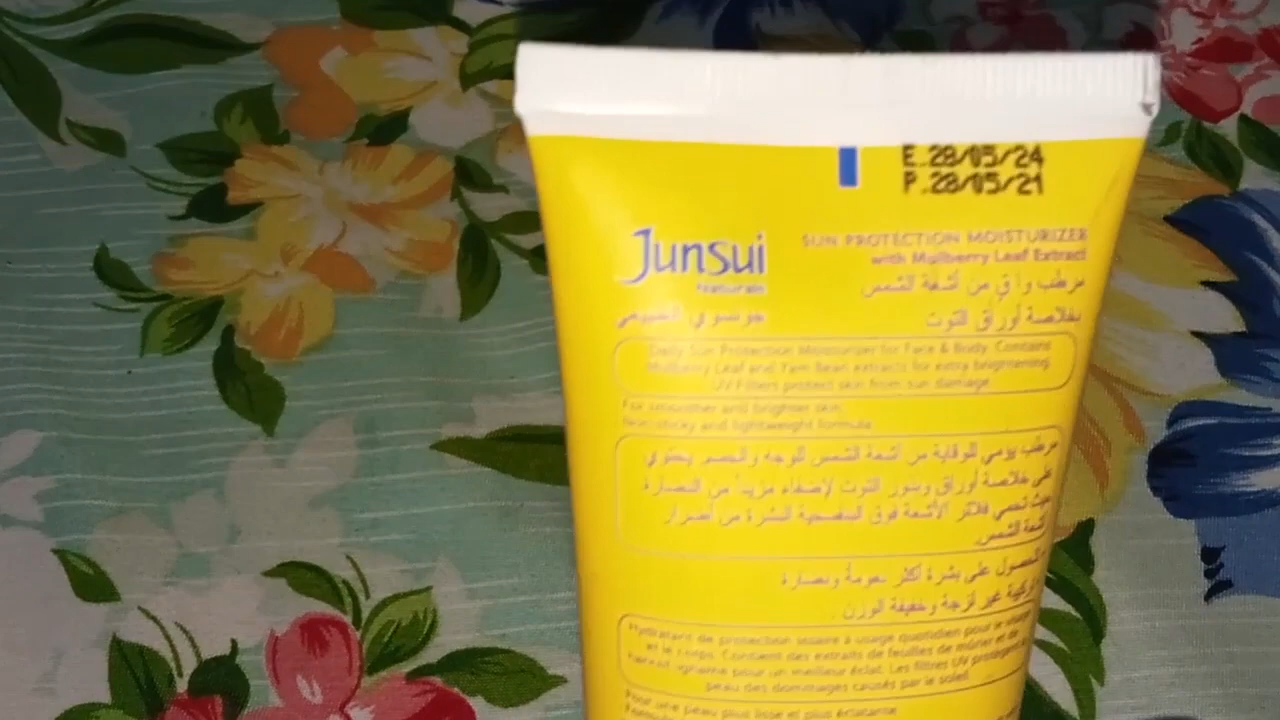 E.28/05/24
P.28/05/21
Junsui
Naturals
SUN PROTECTION MOISTURIZER
with Mulberry Leaf Extract
مرطب واقٍ من أشعة الشمس
بخلاصة أوراق التوت
جونسوي الطبيعي
Daily Sun Protection Moisturizer for Face & Body. Contains
Mulberry Leaf and Yam Bean extracts for extra brightening.
UV Filters protect skin from sun damage.
For smoother and brighter skin.
Non sticky and lightweight formula
مرطب يومي للوقاية من أشعة الشمس للوجه والجسم يحتوي
على خلاصة أوراق وبذور التوت لإضفاء مزيداً من النضارة
حيث تحمي فلاتر الأشعة فوق البنفسجية البشرة من أضرار
أشعة الشمس.
للحصول على بشرة أكثر نعومة ونضارة
تركيبة غير لزجة وخفيفة الوزن.
Hydratant de protection solaire à usage quotidien pour le
et le corps. Contient des extraits de feuilles de mûrier et de
haricot igname pour un meilleur éclat. Les filtres UV protègent
peau des dommages causés par le soleil.
Pour une peau plus lisse et plus éclatante